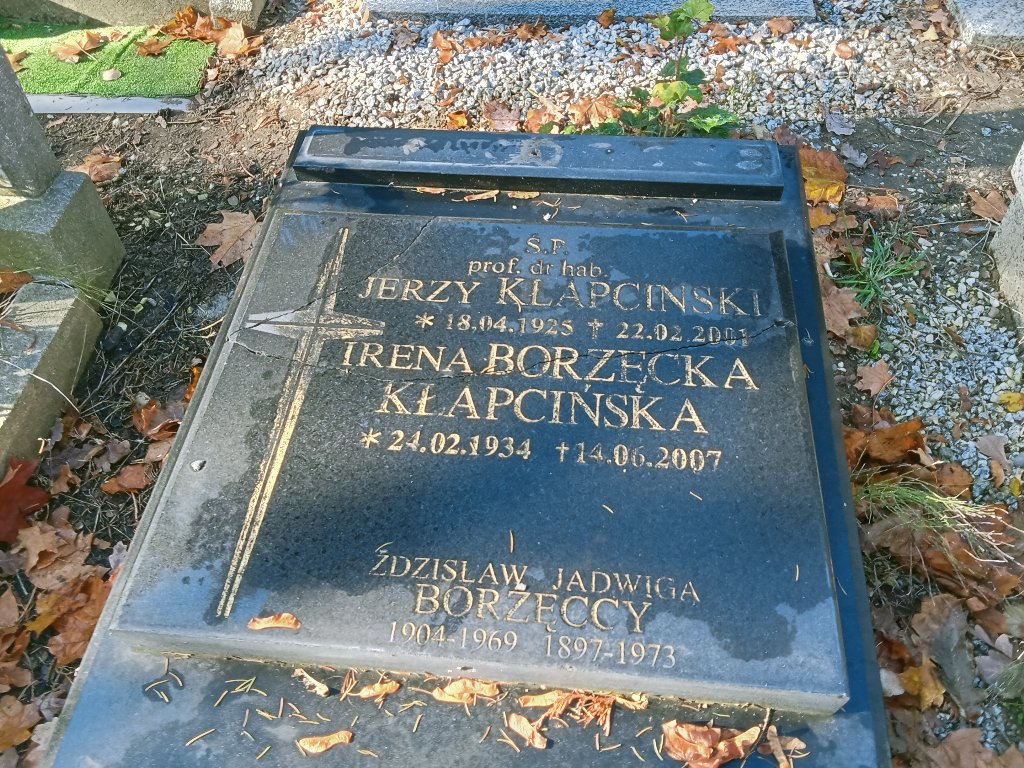 Ś.P.
prof. dr hab.
JERZY KŁAPCIŃSKI
* 18.04.1925 † 22.02.2001
IRENA BORZĘCKA
KŁAPCIŃSKA
* 24.02.1934 † 14.06.2007
ZDZISŁAW JADWIGA
BORZĘCCY
1904-1969 1897-1973